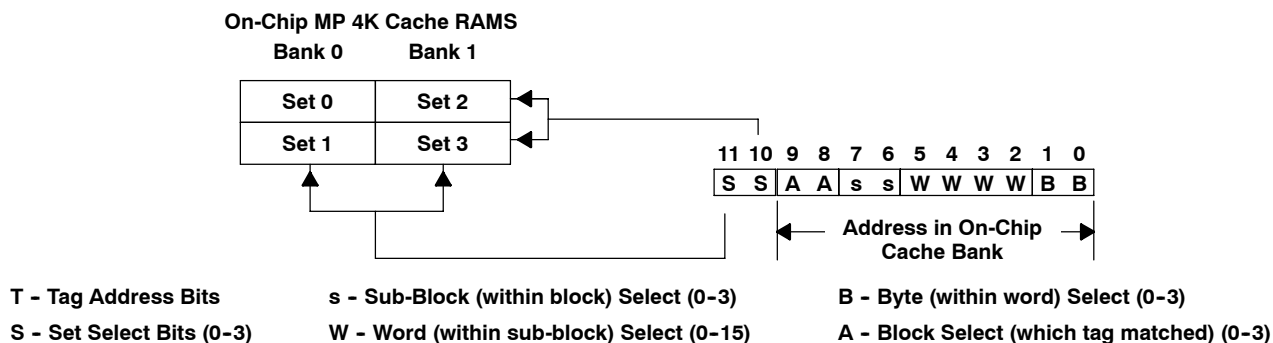 On-Chip MP 4K Cache RAMS
Bank 0 Bank 1
Set 0 Set 2
Set 1 Set 3
11 10 9 8 7 6 5 4 3 2 1 0
S S A A s s W W W W B B
Address in On-Chip
Cache Bank
T - Tag Address Bits s - Sub-Block (within block) Select (0-3) B - Byte (within word) Select (0-3)
S - Set Select Bits (0-3) W - Word (within sub-block) Select (0-15) A - Block Select (which tag matched) (0-3)